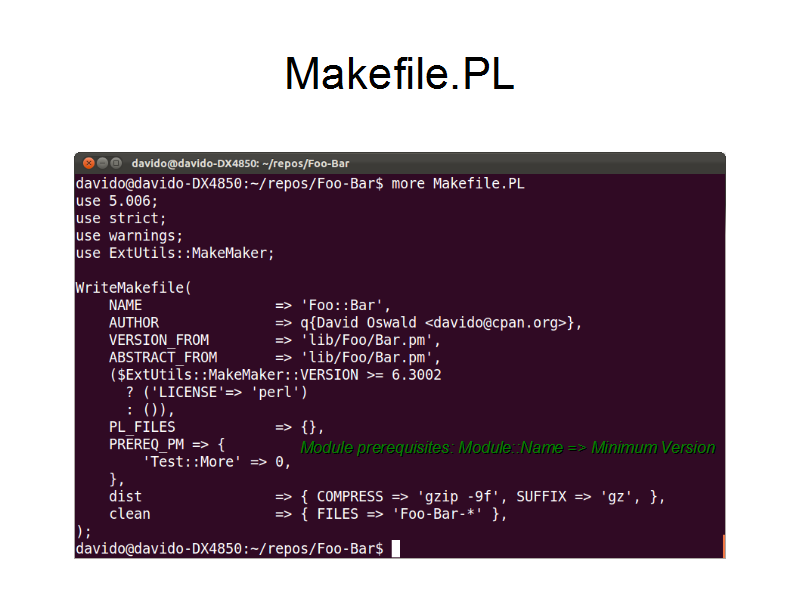 Makefile.PL
davido@davido-DX4850: ~/repos/Foo-Bar
davido@davido-DX4850:~/repos/Foo-Bar$ more Makefile.PL
use 5.006;
use strict;
use warnings;
use ExtUtils::MakeMaker;

WriteMakefile(
    NAME                => 'Foo::Bar',
    AUTHOR              => q{David Oswald <davido@cpan.org>},
    VERSION_FROM        => 'lib/Foo/Bar.pm',
    ABSTRACT_FROM       => 'lib/Foo/Bar.pm',
    ($ExtUtils::MakeMaker::VERSION >= 6.3002
      ? ('LICENSE'=> 'perl')
      : ()),
    PL_FILES            => {},
    PREREQ_PM => {
Module prerequisites: Module::Name => Minimum Version
        'Test::More' => 0,
    },
    dist                => { COMPRESS => 'gzip -9f', SUFFIX => 'gz', },
    clean               => { FILES => 'Foo-Bar-*' },
);
davido@davido-DX4850:~/repos/Foo-Bar$